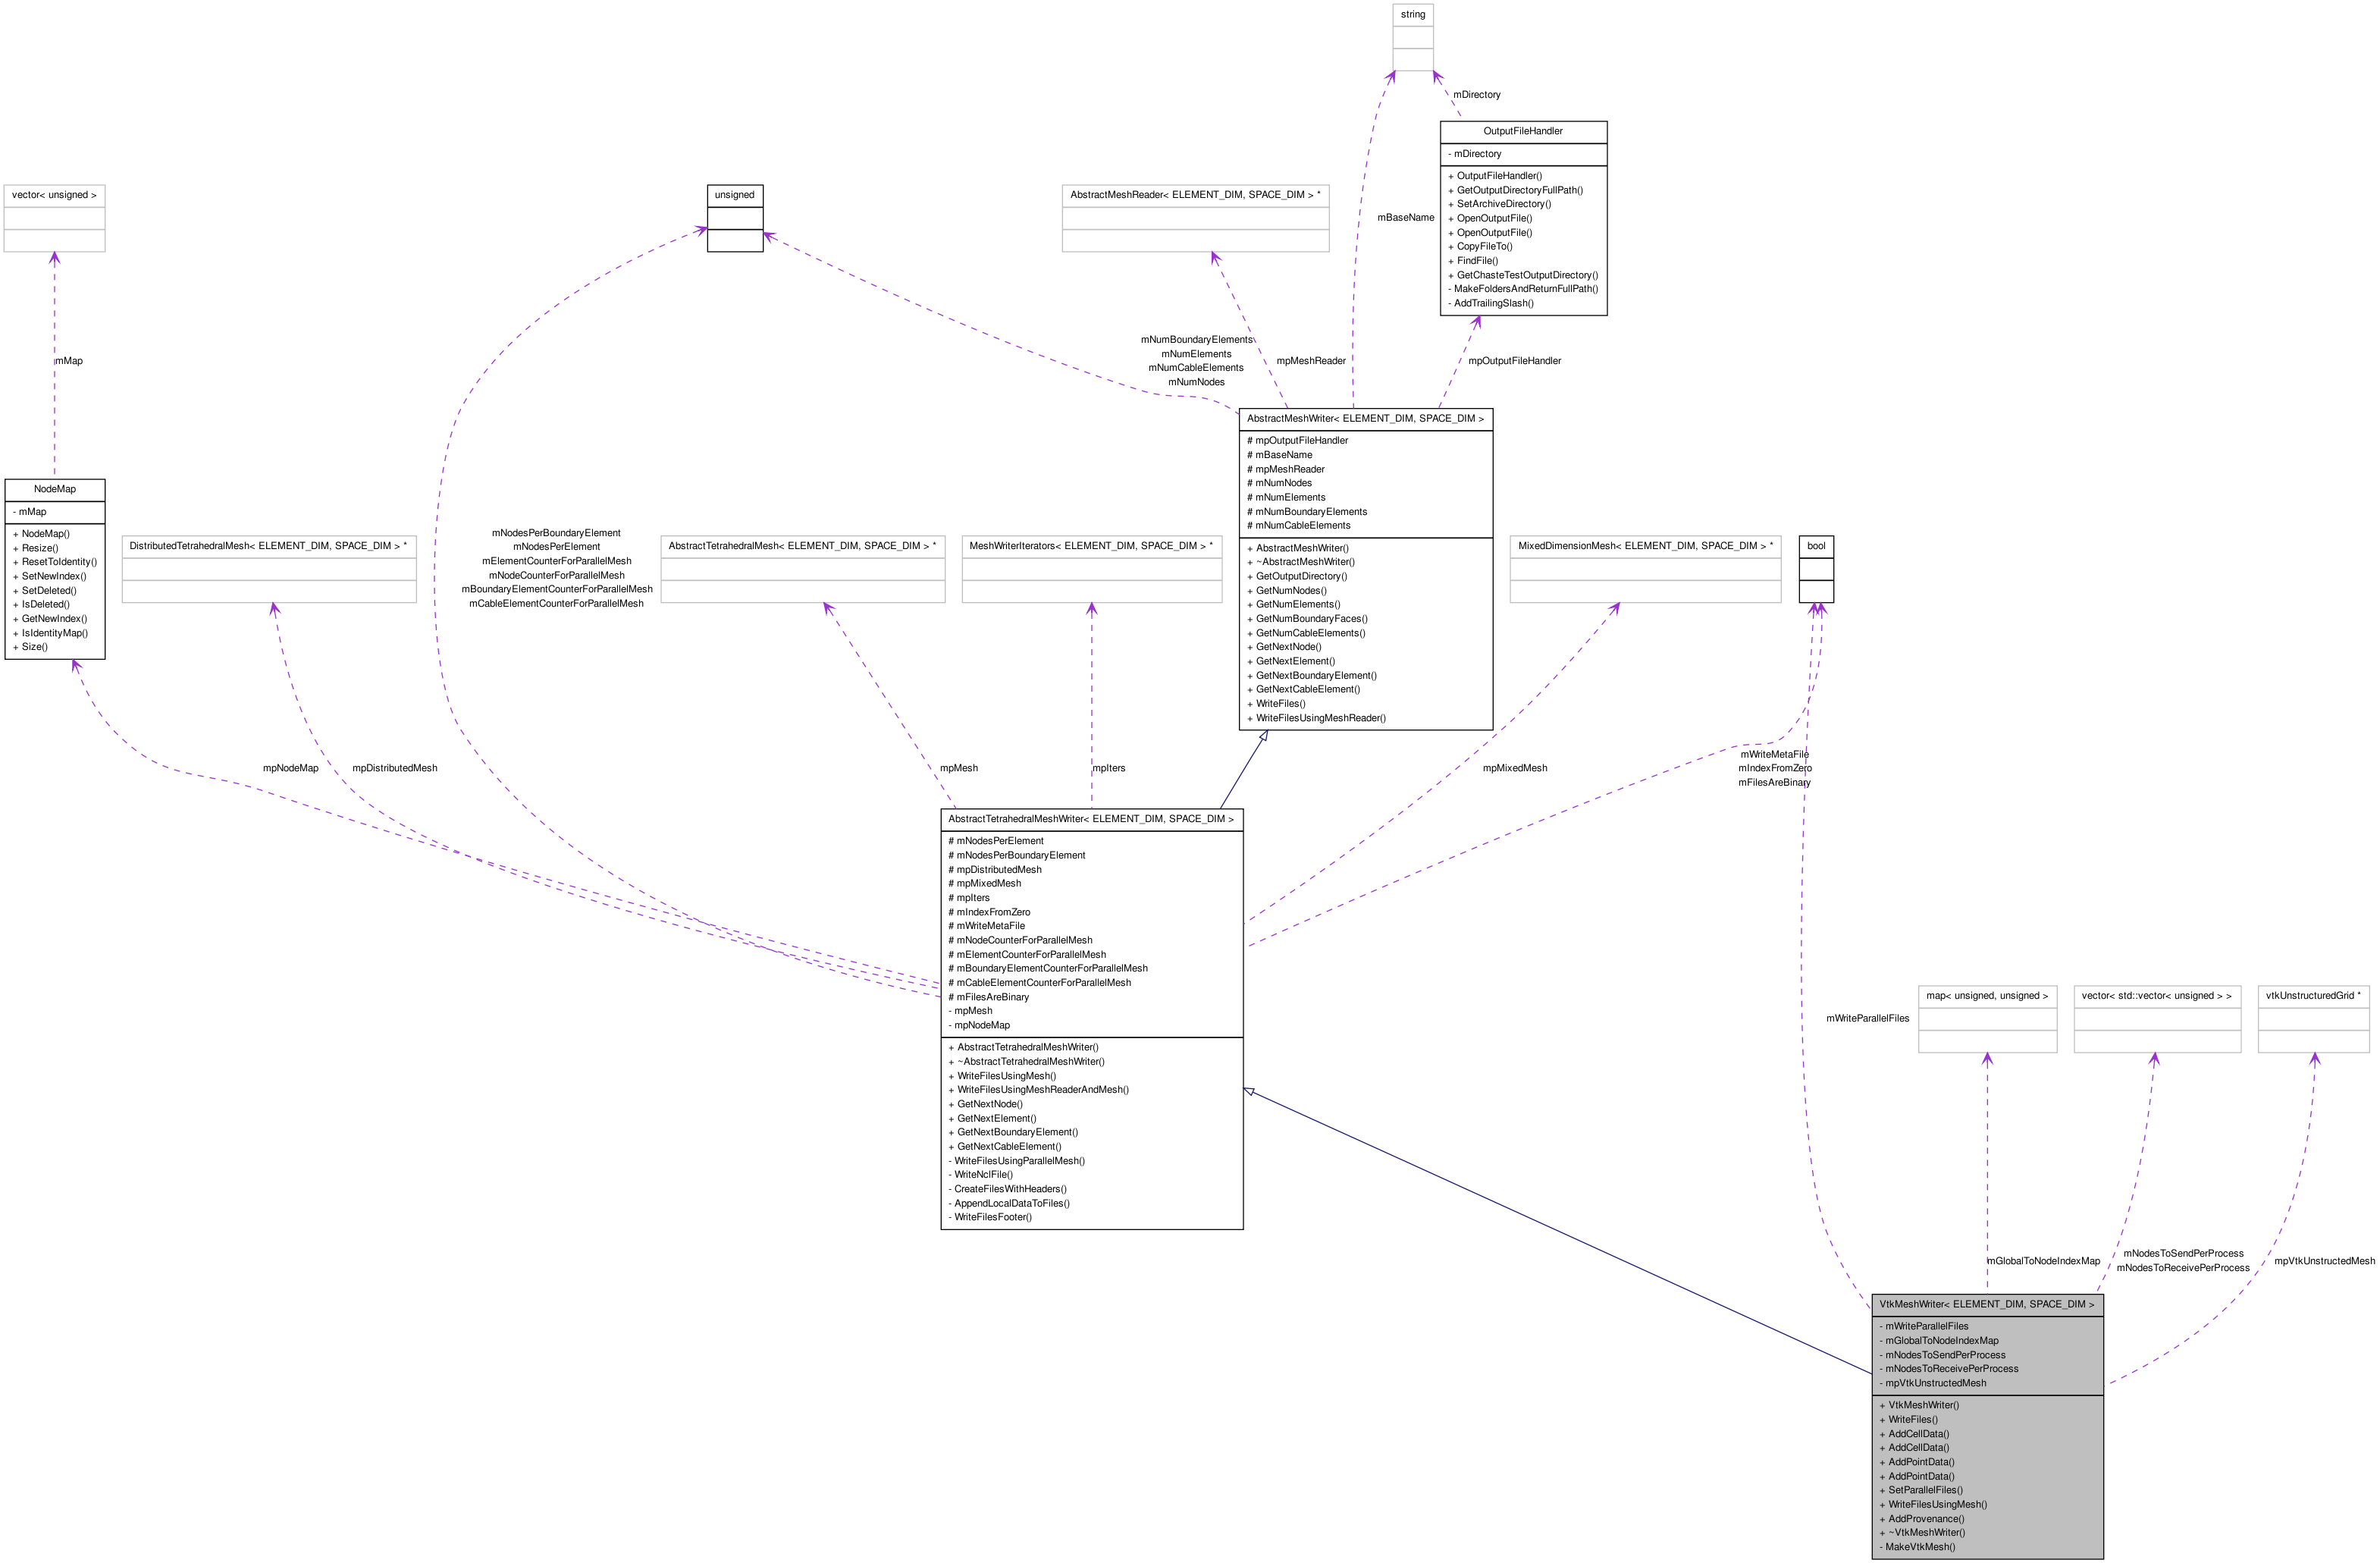 string
mDirectory
OutputFileHandler
- mDirectory
+ OutputFileHandler()
+ GetOutputDirectoryFullPath()
+ SetArchiveDirectory()
+ OpenOutputFile()
+ OpenOutputFile()
+ CopyFileTo()
+ FindFile()
+ GetChasteTestOutputDirectory()
- MakeFoldersAndReturnFullPath()
- AddTrailingSlash()
vector< unsigned >
unsigned
AbstractMeshReader< ELEMENT_DIM, SPACE_DIM > *
mBaseName
mMap
mNumBoundaryElements
mNumElements
mNumCableElements
mNumNodes
mpMeshReader
mpOutputFileHandler
AbstractMeshWriter< ELEMENT_DIM, SPACE_DIM >
# mpOutputFileHandler
# mBaseName
# mpMeshReader
# mNumNodes
# mNumElements
# mNumBoundaryElements
# mNumCableElements
+ AbstractMeshWriter()
+ ~AbstractMeshWriter()
+ GetOutputDirectory()
+ GetNumNodes()
+ GetNumElements()
+ GetNumBoundaryFaces()
+ GetNumCableElements()
+ GetNextNode()
+ GetNextElement()
+ GetNextBoundaryElement()
+ GetNextCableElement()
+ WriteFiles()
+ WriteFilesUsingMeshReader()
NodeMap
- mMap
+ NodeMap()
+ Resize()
+ ResetToIdentity()
+ SetNewIndex()
+ SetDeleted()
+ IsDeleted()
+ GetNewIndex()
+ IsIdentityMap()
+ Size()
DistributedTetrahedralMesh< ELEMENT_DIM, SPACE_DIM > *
mNodesPerBoundaryElement
mNodesPerElement
mElementCounterForParallelMesh
mNodeCounterForParallelMesh
mBoundaryElementCounterForParallelMesh
mCableElementCounterForParallelMesh
AbstractTetrahedralMesh< ELEMENT_DIM, SPACE_DIM > *
MeshWriterIterators< ELEMENT_DIM, SPACE_DIM > *
MixedDimensionMesh< ELEMENT_DIM, SPACE_DIM > *
bool
mpNodeMap
mpDistributedMesh
mpMesh
mpIters
mpMixedMesh
mWriteMetaFile
mIndexFromZero
mFilesAreBinary
AbstractTetrahedralMeshWriter< ELEMENT_DIM, SPACE_DIM >
# mNodesPerElement
# mNodesPerBoundaryElement
# mpDistributedMesh
# mpMixedMesh
# mpIters
# mIndexFromZero
# mWriteMetaFile
# mNodeCounterForParallelMesh
# mElementCounterForParallelMesh
# mBoundaryElementCounterForParallelMesh
# mCableElementCounterForParallelMesh
# mFilesAreBinary
- mpMesh
- mpNodeMap
+ AbstractTetrahedralMeshWriter()
+ ~AbstractTetrahedralMeshWriter()
+ WriteFilesUsingMesh()
+ WriteFilesUsingMeshReaderAndMesh()
+ GetNextNode()
+ GetNextElement()
+ GetNextBoundaryElement()
+ GetNextCableElement()
- WriteFilesUsingParallelMesh()
- WriteNclFile()
- CreateFilesWithHeaders()
- AppendLocalDataToFiles()
- WriteFilesFooter()
mWriteParallelFiles
map< unsigned, unsigned >
vector< std::vector< unsigned > >
vtkUnstructuredGrid *
mGlobalToNodeIndexMap
mNodesToSendPerProcess
mNodesToReceivePerProcess
mpVtkUnstructedMesh
VtkMeshWriter< ELEMENT_DIM, SPACE_DIM >
- mWriteParallelFiles
- mGlobalToNodeIndexMap
- mNodesToSendPerProcess
- mNodesToReceivePerProcess
- mpVtkUnstructedMesh
+ VtkMeshWriter()
+ WriteFiles()
+ AddCellData()
+ AddCellData()
+ AddPointData()
+ AddPointData()
+ SetParallelFiles()
+ WriteFilesUsingMesh()
+ AddProvenance()
+ ~VtkMeshWriter()
- MakeVtkMesh()